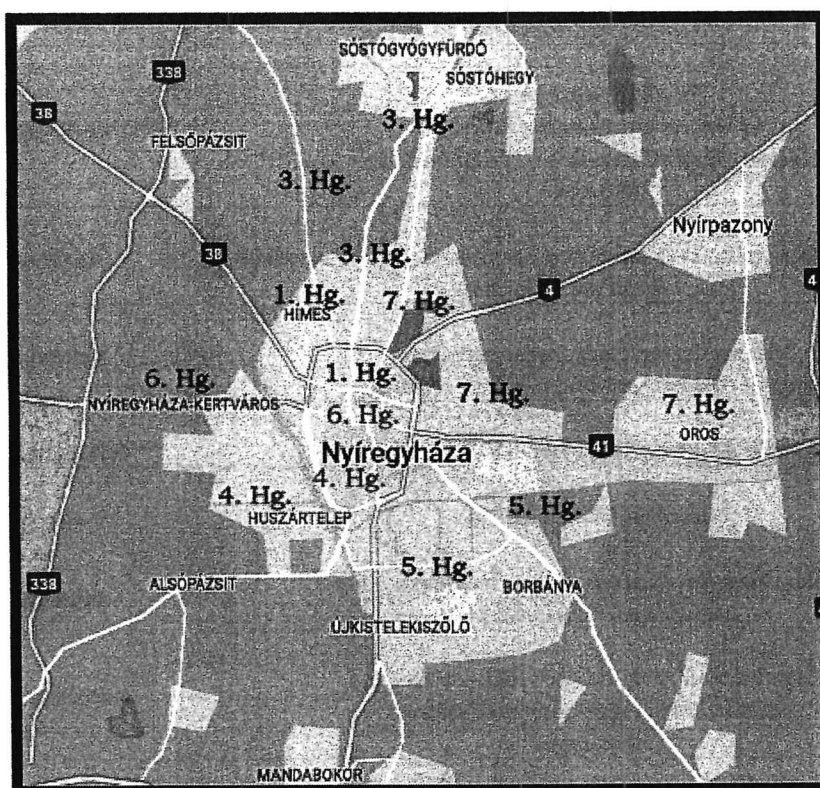 SÓSTÓGYÓGYFÜRDŐ
338
SÓSTÓHEGY
38
3. Hg.
FELSŐPÁZSIT
3. Hg.
Nyírpazony
3. Hg.
38
4
4
1. Hg.
7. Hg.
HÍMES
6. Hg.
1. Hg.
7. Hg.
7. Hg.
NYÍREGYHÁZA-KERTVÁROS
6. Hg.
OROS
41
Nyíregyháza
4. Hg.
4. Hg.
5. Hg.
HUSZÁRTELEP
5. Hg.
338
ALSÓPÁZSIT
BORBÁNYA
ÚJKISTELEKISZŐLŐ
MANDABOKOR